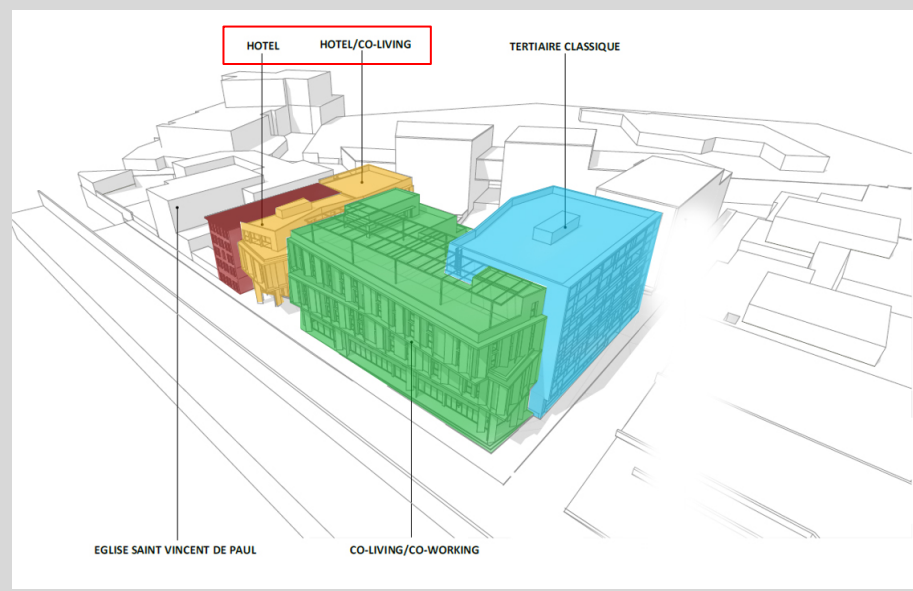 HOTEL
HOTEL/CO-LIVING
TERTIAIRE CLASSIQUE
EGLISE SAINT VINCENT DE PAUL
CO-LIVING/CO-WORKING